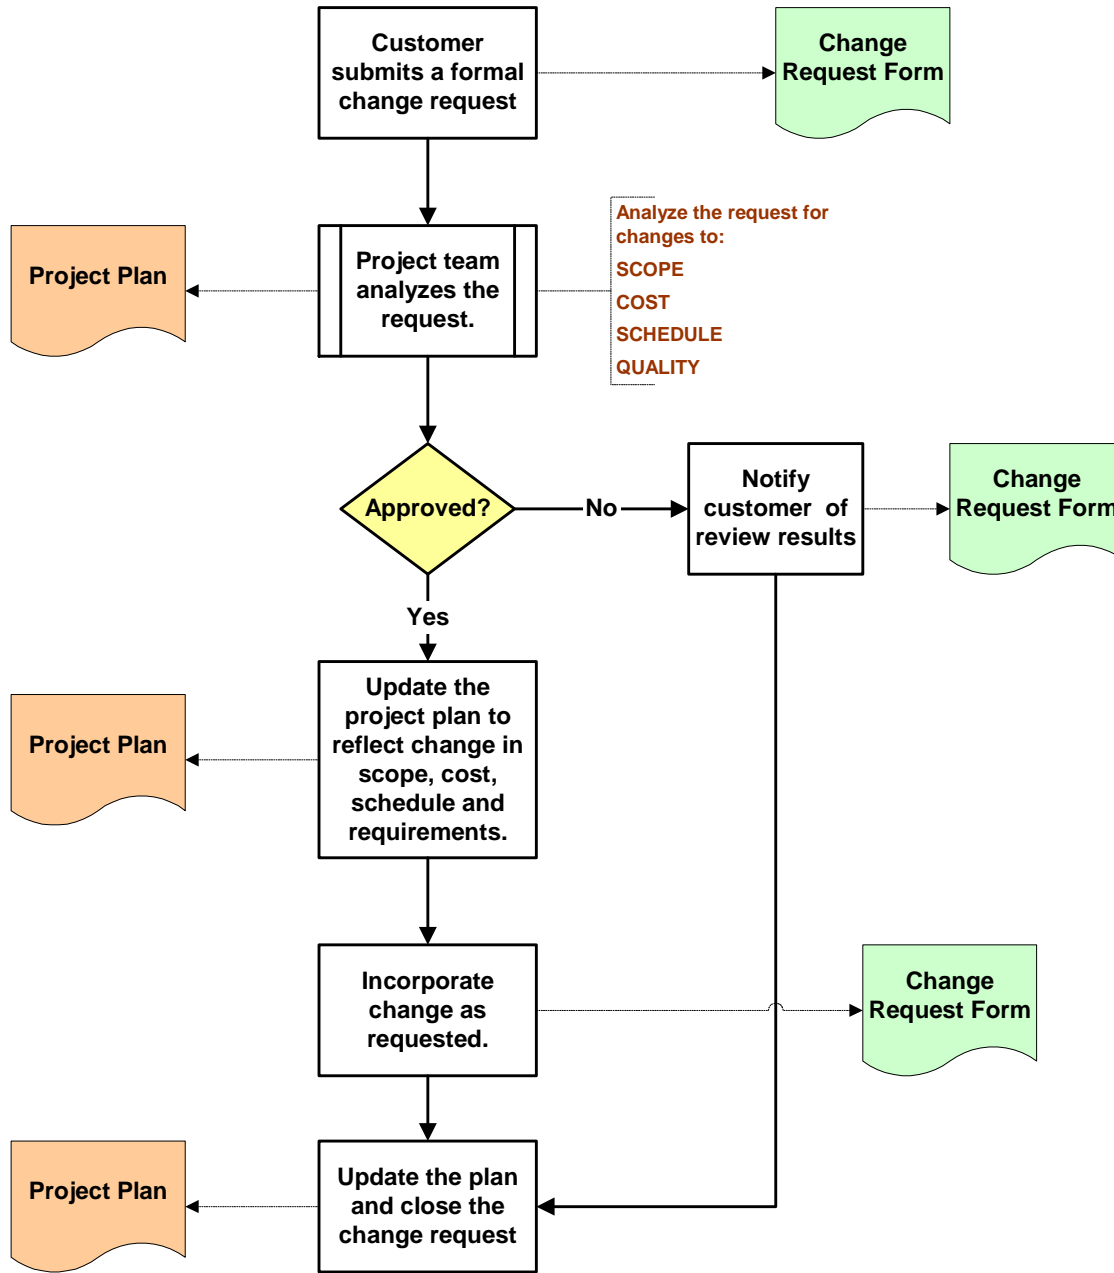 Customer
submits a formal
change request
Change
Request Form
Project Plan
Project team
analyzes the
request.
Analyze the request for
changes to:
SCOPE
COST
SCHEDULE
QUALITY
Approved?
No
Notify
customer of
review results
Change
Request Form
Yes
Project Plan
Update the
project plan to
reflect change in
scope, cost,
schedule and
requirements.
Incorporate
change as
requested.
Change
Request Form
Project Plan
Update the plan
and close the
change request